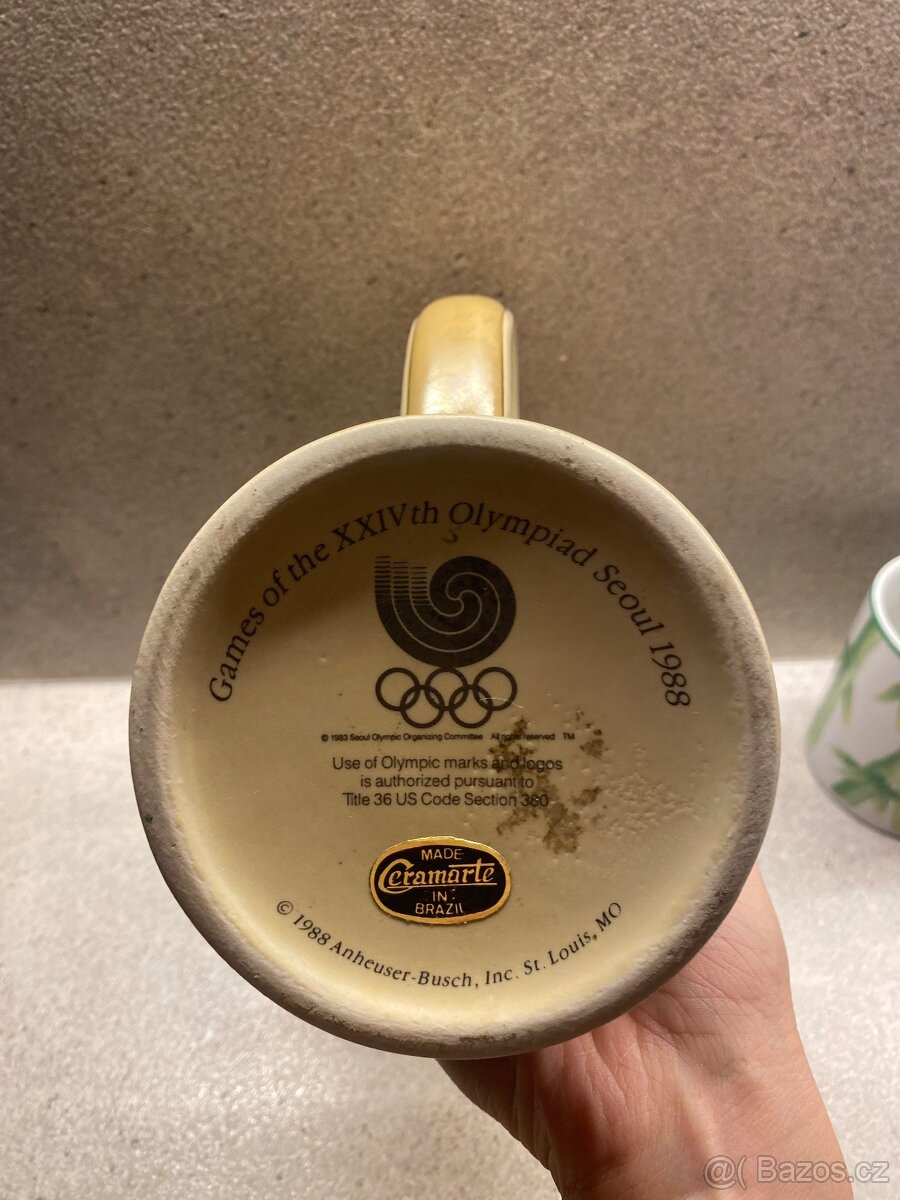 Games of the XXIVth Olympiad Seoul 1988
© 1983 Seoul Olympic Organizing Committee All rights reserved TM
Use of Olympic marks and logos
is authorized pursuant to
Title 36 US Code Section 380
MADE
Ceramarte
IN
BRAZIL
© 1988 Anheuser-Busch, Inc. St. Louis, MO
@( Bazos.cz